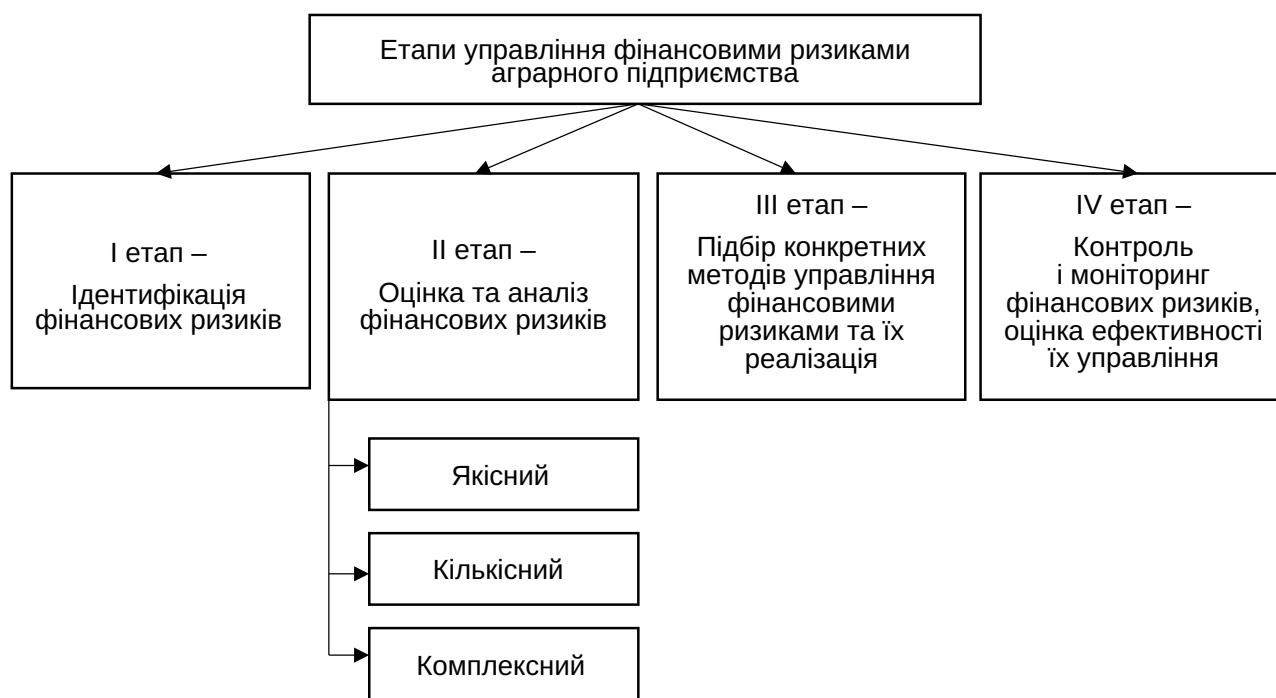 Етапи управління фінансовими ризиками
аграрного підприємства
І етап –
Ідентифікація
фінансових ризиків
ІІ етап –
Оцінка та аналіз
фінансових ризиків
ІІІ етап –
Підбір конкретних
методів управління
фінансовими
ризиками та їх
реалізація
IV етап –
Контроль
і моніторинг
фінансових ризиків,
оцінка ефективності
їх управління
Якісний
Кількісний
Комплексний